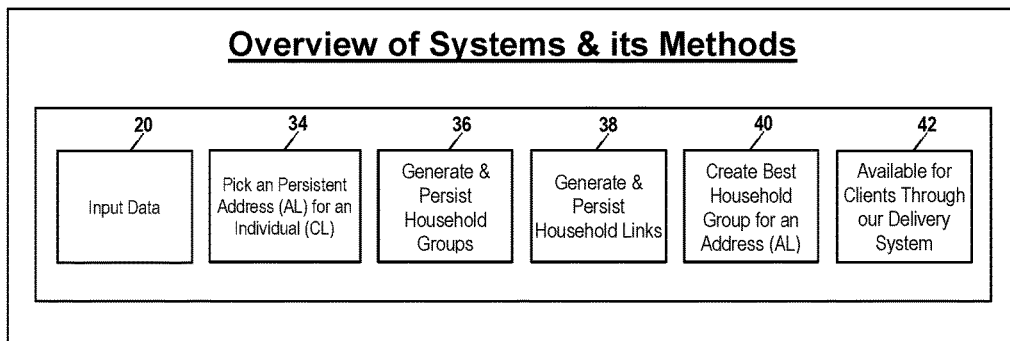 Overview of Systems & its Methods
20
34
36
38
40
42
Input Data
Pick an Persistent
Address (AL) for an
Individual (CL)
Generate &
Persist
Household
Groups
Generate &
Persist
Household Links
Create Best
Household
Group for an
Address (AL)
Available for
Clients Through
our Delivery
System